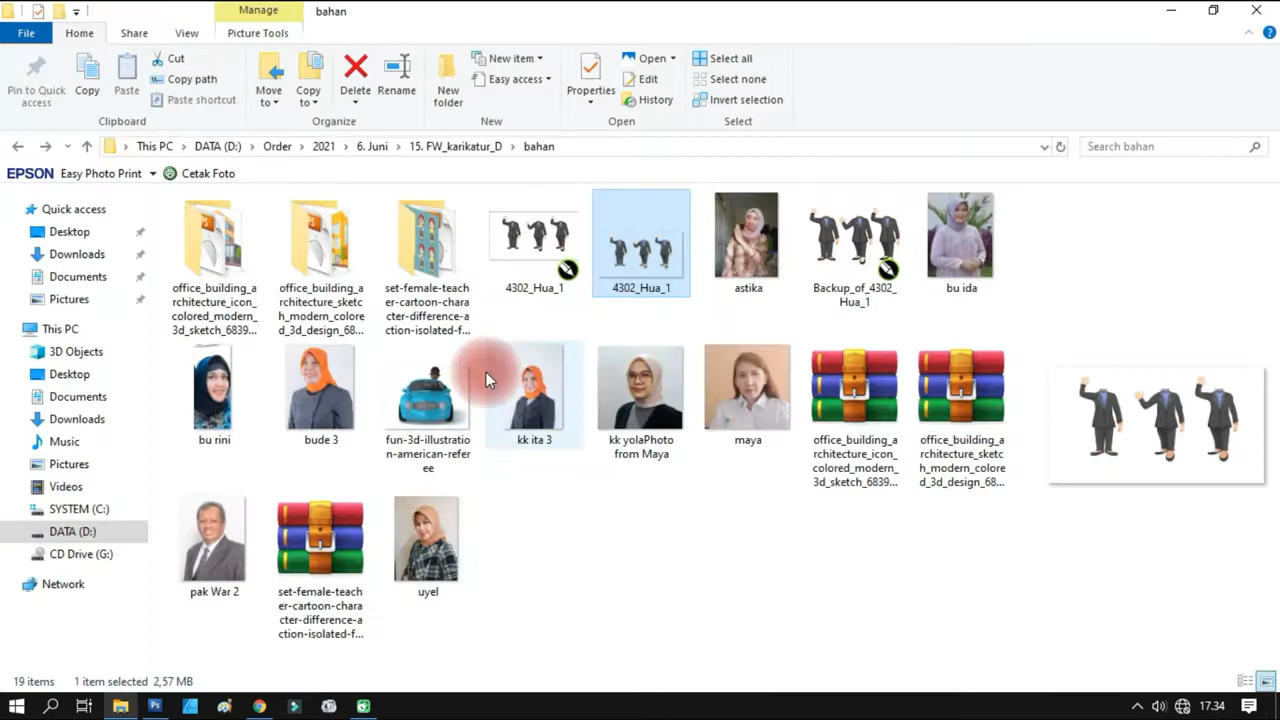 Manage
bahan
File
Home
Share
View
Picture Tools
Pin to Quick
access
Copy
Paste
Cut
Copy path
Paste shortcut
Move
to
Copy
to
Delete
Rename
New
folder
New item
Easy access
Properties
Open
Edit
History
Select all
Select none
Invert selection
Clipboard
Organize
New
Open
Select
This PC
DATA (D:)
Order
2021
6. Juni
15. FW_karikatur_D
bahan
Search bahan
EPSON
Easy Photo Print
Cetak Foto
Quick access
Desktop
Downloads
Documents
Pictures
This PC
3D Objects
Desktop
Documents
Downloads
Music
Pictures
Videos
SYSTEM (C:)
DATA (D:)
CD Drive (G:)
Network
office_building_a
rchitecture_icon_
colored_modern_
3d_sketch_6839...
office_building_a
rchitecture_sketc
h_modern_colore
d_3d_design_68...
set-female-teach
er-cartoon-chara
cter-difference-a
ction-isolated-f...
4302_Hua_1
4302_Hua_1
astika
Backup_of_4302_
Hua_1
bu ida
bu rini
bude 3
fun-3d-illustratio
n-american-refer
ee
kk ita 3
kk yolaPhoto
from Maya
maya
office_building_a
rchitecture_icon_
colored_modern_
3d_sketch_6839...
office_building_a
rchitecture_sketc
h_modern_colore
d_3d_design_68...
pak War 2
set-female-teach
er-cartoon-chara
cter-difference-a
ction-isolated-f...
uyel
19 items
1 item selected 2,57 MB
17.34